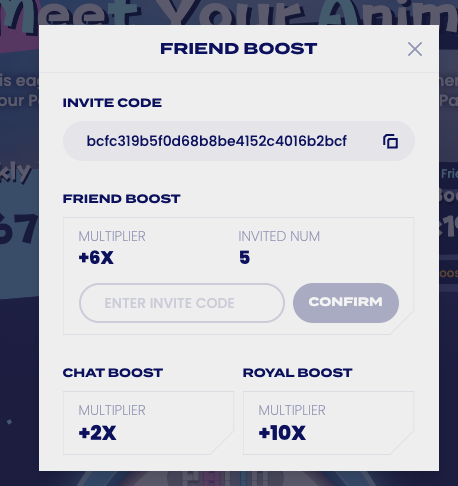 Meet Your Anim
FRIEND BOOST
INVITE CODE
bcfc319b5f0d68b8be4152c4016b2bcf
FRIEND BOOST
MULTIPLIER
INVITED NUM
+6X
5
ENTER INVITE CODE
CONFIRM
CHAT BOOST
ROYAL BOOST
MULTIPLIER
MULTIPLIER
+2X
+10X